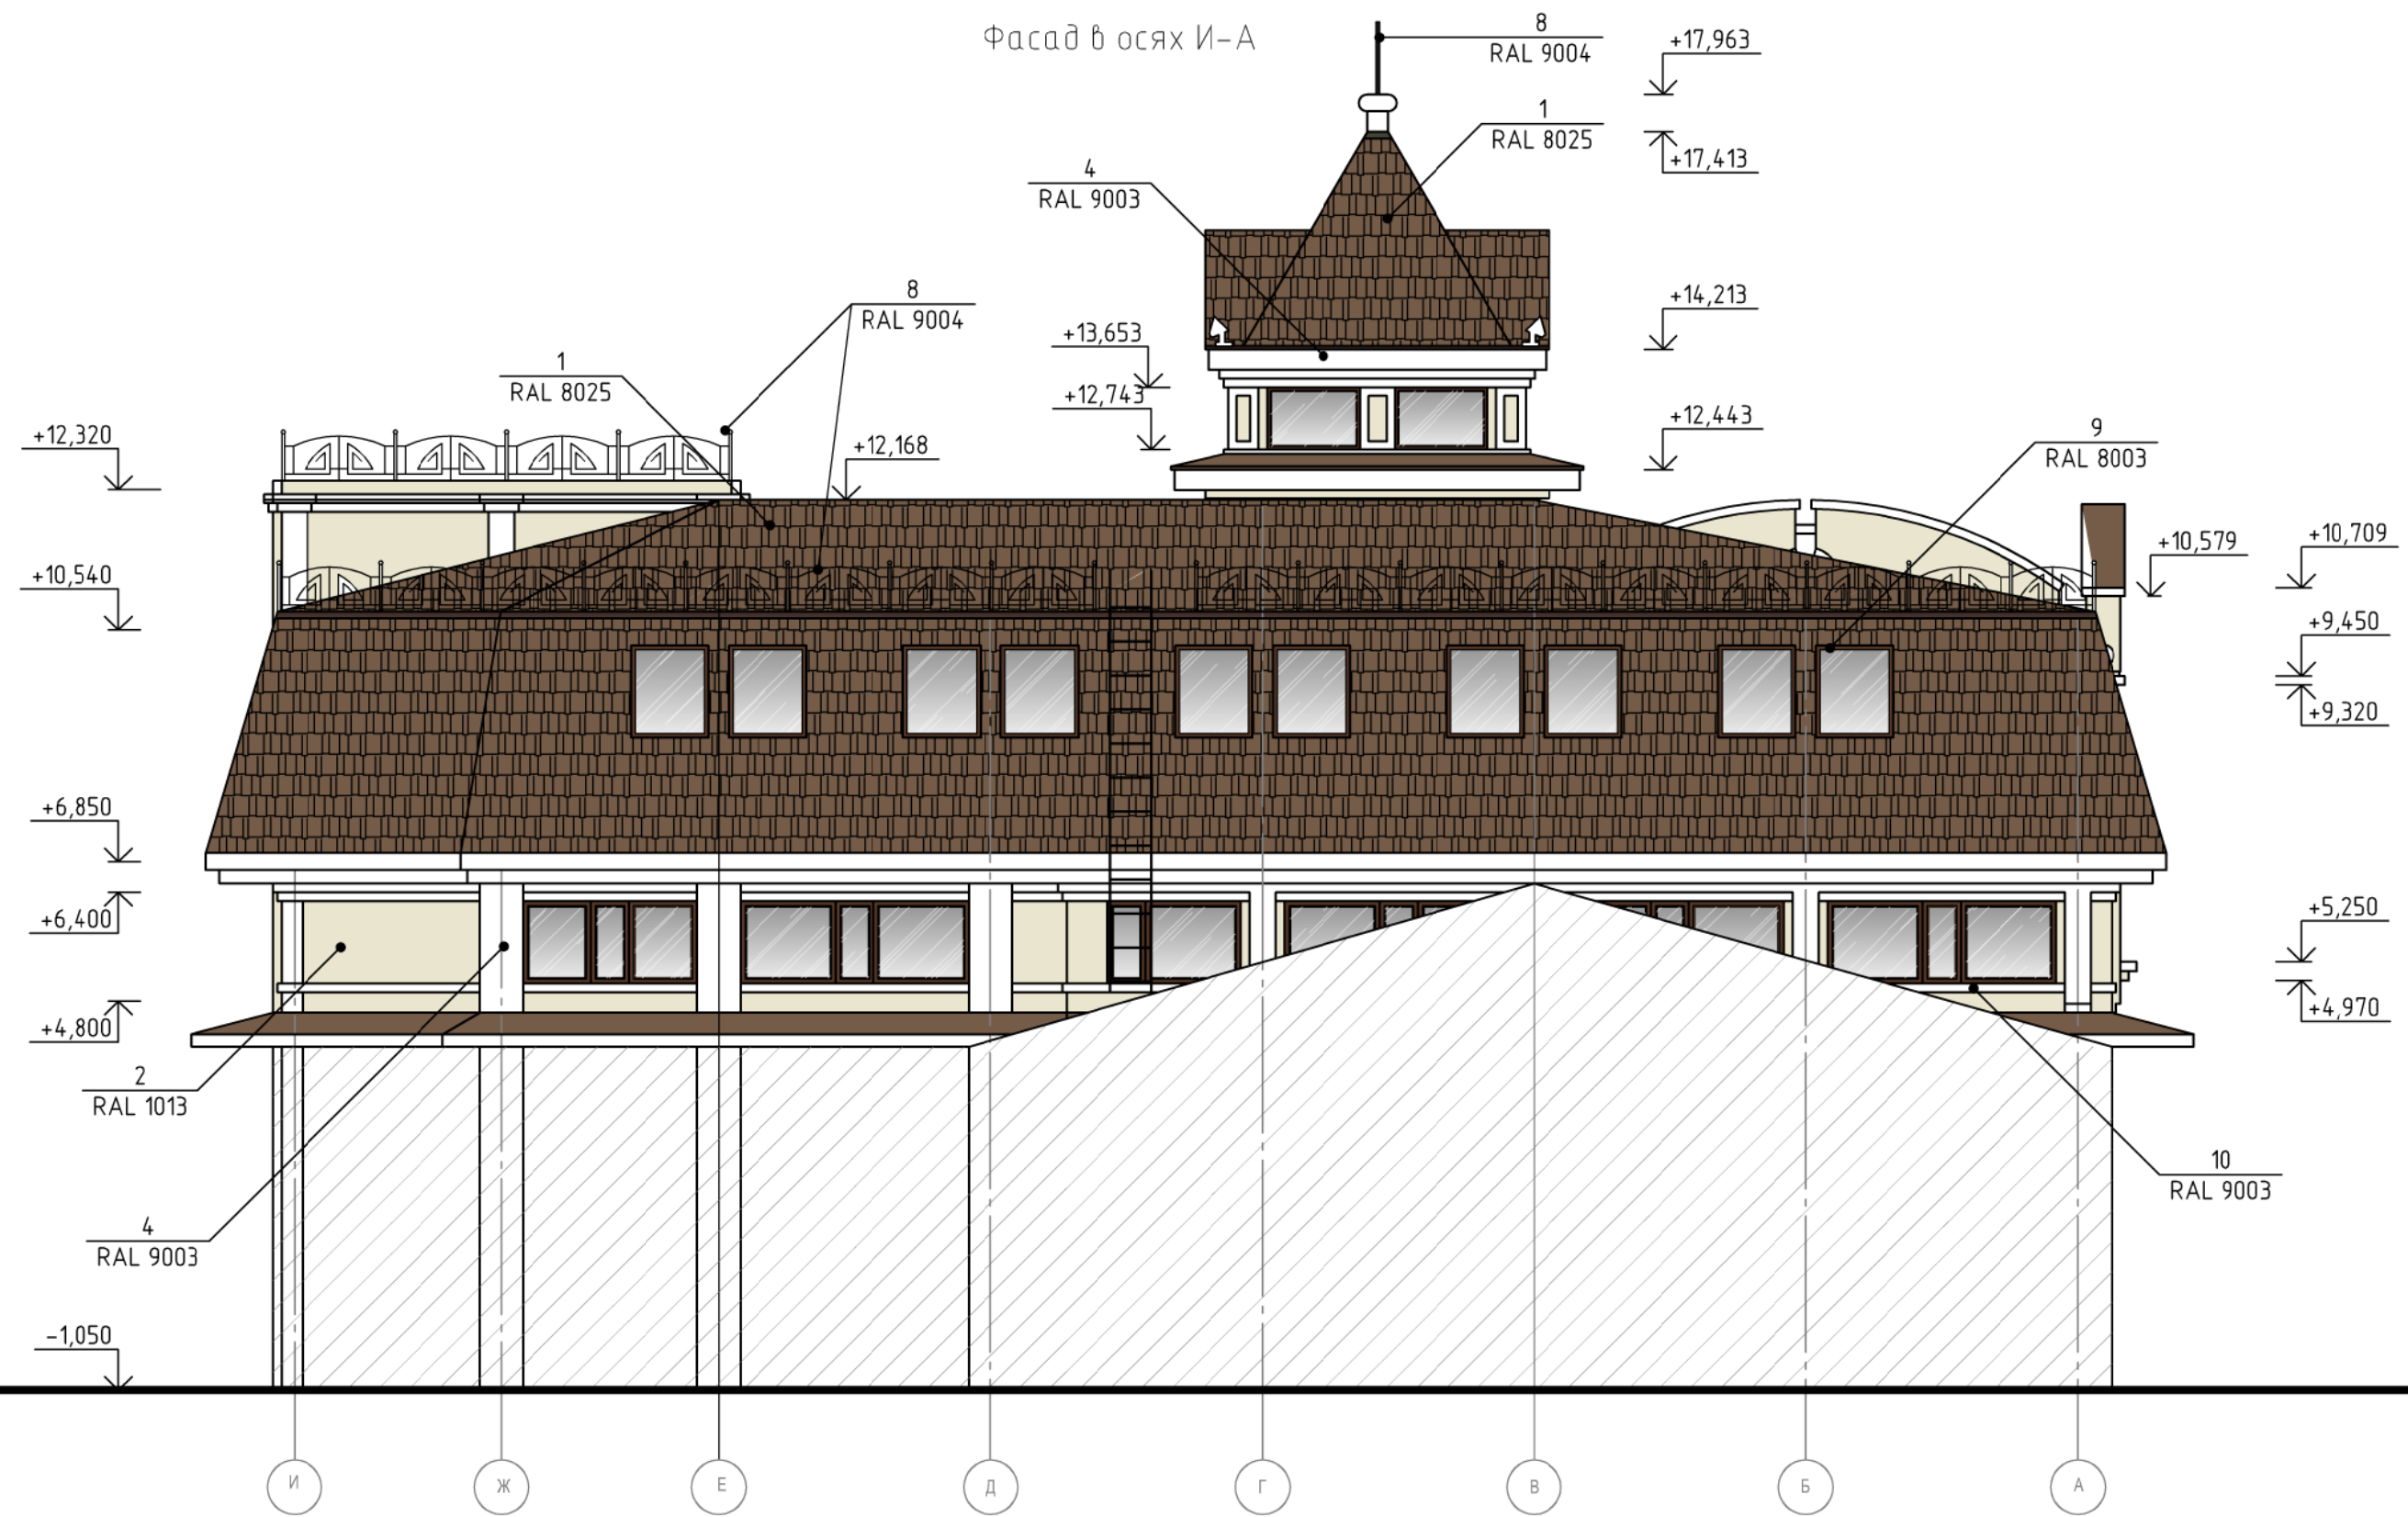 Фасад в осях И-А
8
RAL 9004
+17,963
1
RAL 8025
+17,413
4
RAL 9003
8
RAL 9004
+14,213
+13,653
1
RAL 8025
+12,743
+12,443
9
RAL 8003
+12,320
+12,168
+10,579
+10,709
+10,540
+9,450
+9,320
+6,850
+6,400
+5,250
+4,970
+4,800
2
RAL 1013
10
RAL 9003
4
RAL 9003
-1,050
И Ж Е Д Г В Б А